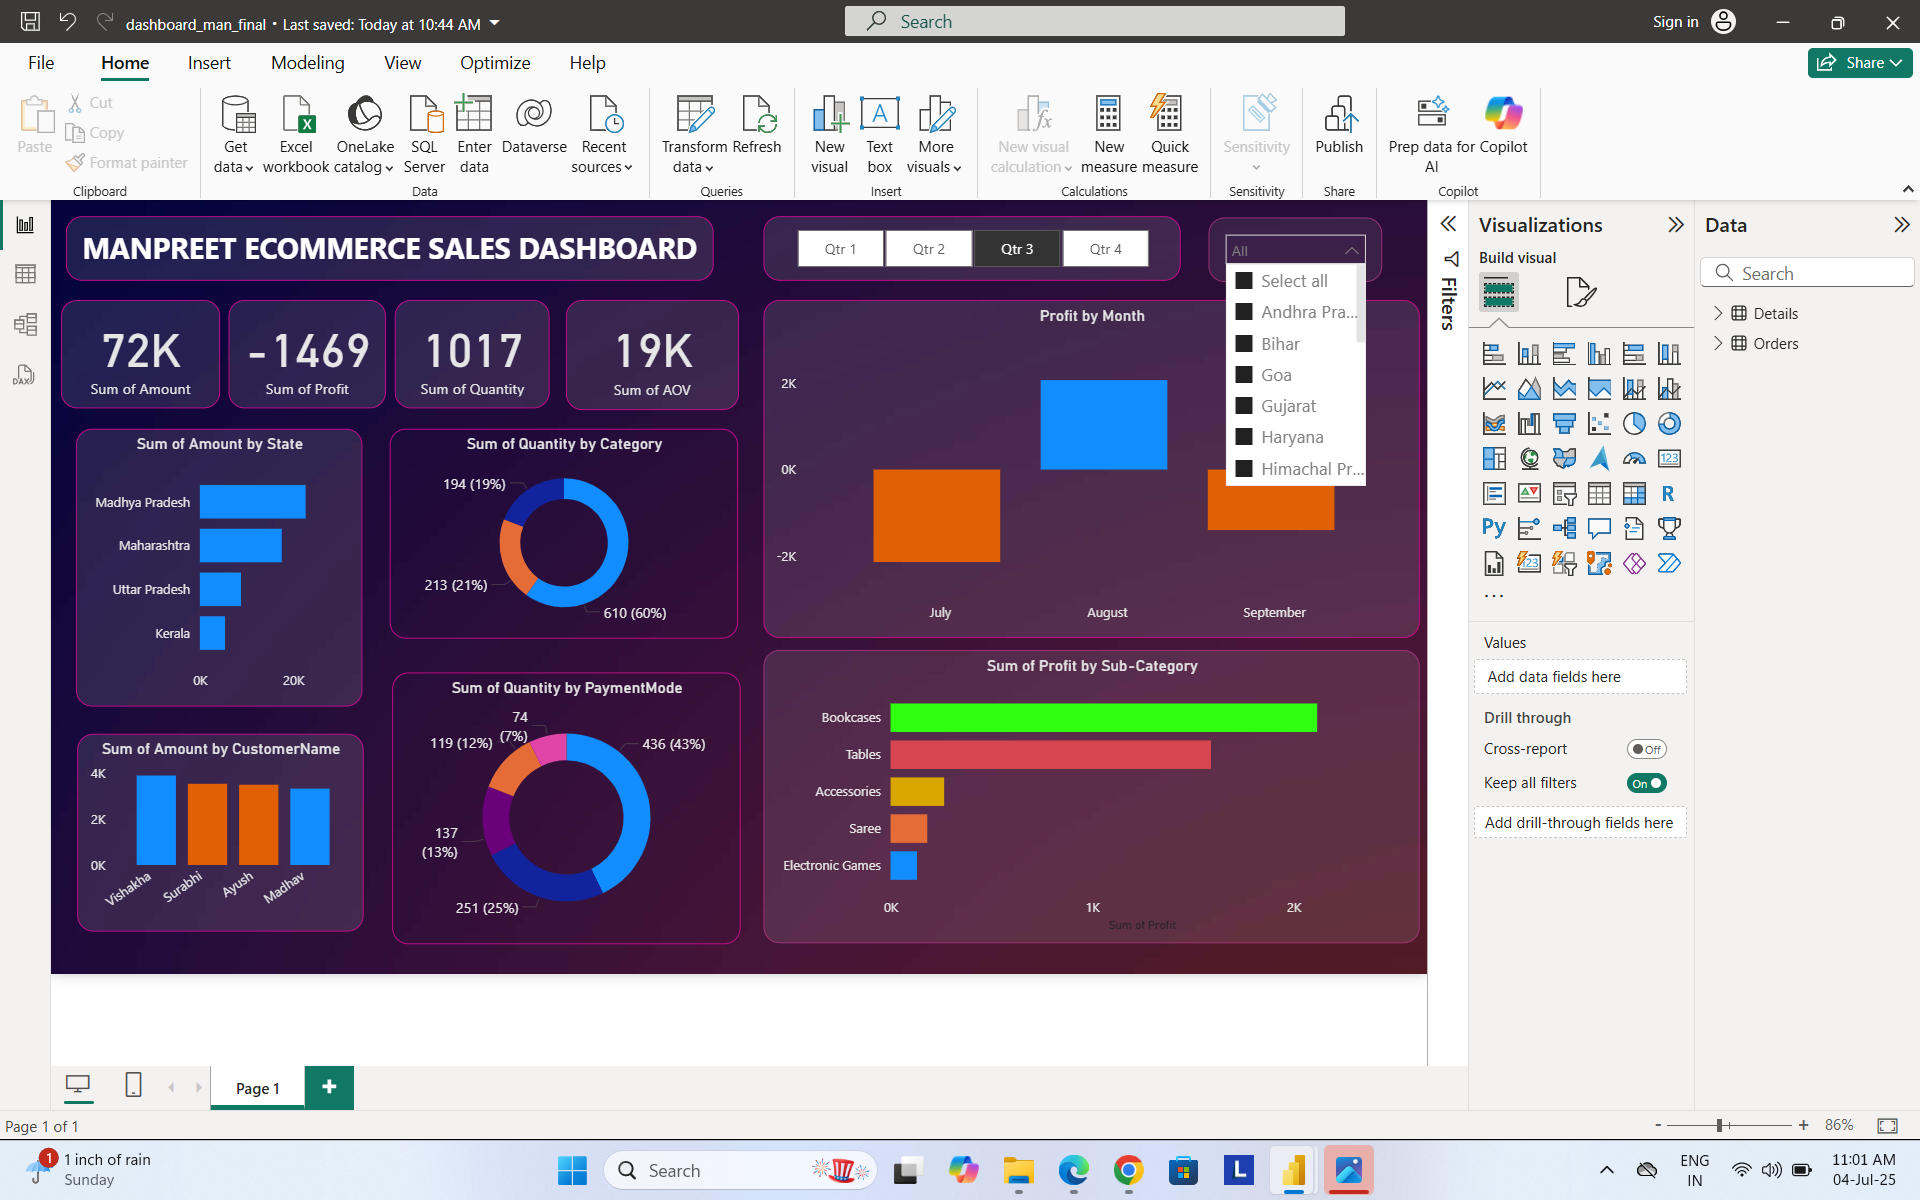 dashboard_man_final • Last saved: Today at 10:44 AM
Search
Sign in
File
Home
Insert
Modeling
View
Optimize
Help
Share
Paste
Cut
Copy
Format painter
Clipboard
Get data
Excel workbook
OneLake catalog
SQL Server
Enter data
Dataverse
Recent sources
Data
Transform data
Refresh
Queries
New visual
Text box
More visuals
Insert
New visual calculation
New measure
Quick measure
Calculations
Sensitivity
Sensitivity
Publish
Share
Prep data for AI
Copilot
Copilot
MANPREET ECOMMERCE SALES DASHBOARD
Qtr 1
Qtr 2
Qtr 3
Qtr 4
All
Select all
Andhra Pra...
Bihar
Goa
Gujarat
Haryana
Himachal Pr...
72K
Sum of Amount
-1469
Sum of Profit
1017
Sum of Quantity
19K
Sum of AOV
Profit by Month
2K
0K
-2K
July
August
September
Sum of Amount by State
Madhya Pradesh
Maharashtra
Uttar Pradesh
Kerala
0K
20K
Sum of Quantity by Category
194 (19%)
213 (21%)
610 (60%)
Sum of Amount by CustomerName
4K
2K
0K
Vishakha
Surabhi
Ayush
Madhav
Sum of Quantity by PaymentMode
74
(7%)
119 (12%)
436 (43%)
137
(13%)
251 (25%)
Sum of Profit by Sub-Category
Bookcases
Tables
Accessories
Saree
Electronic Games
0K
1K
2K
Sum of Profit
Filters
Visualizations
Build visual
123
R
Py
123
...
Values
Add data fields here
Drill through
Cross-report
Off
Keep all filters
On
Add drill-through fields here
Data
Search
Details
Orders
DAX
Page 1
+
Page 1 of 1
- + 86%
1
1 inch of rain
Sunday
Search
L
ENG
IN
11:01 AM
04-Jul-25